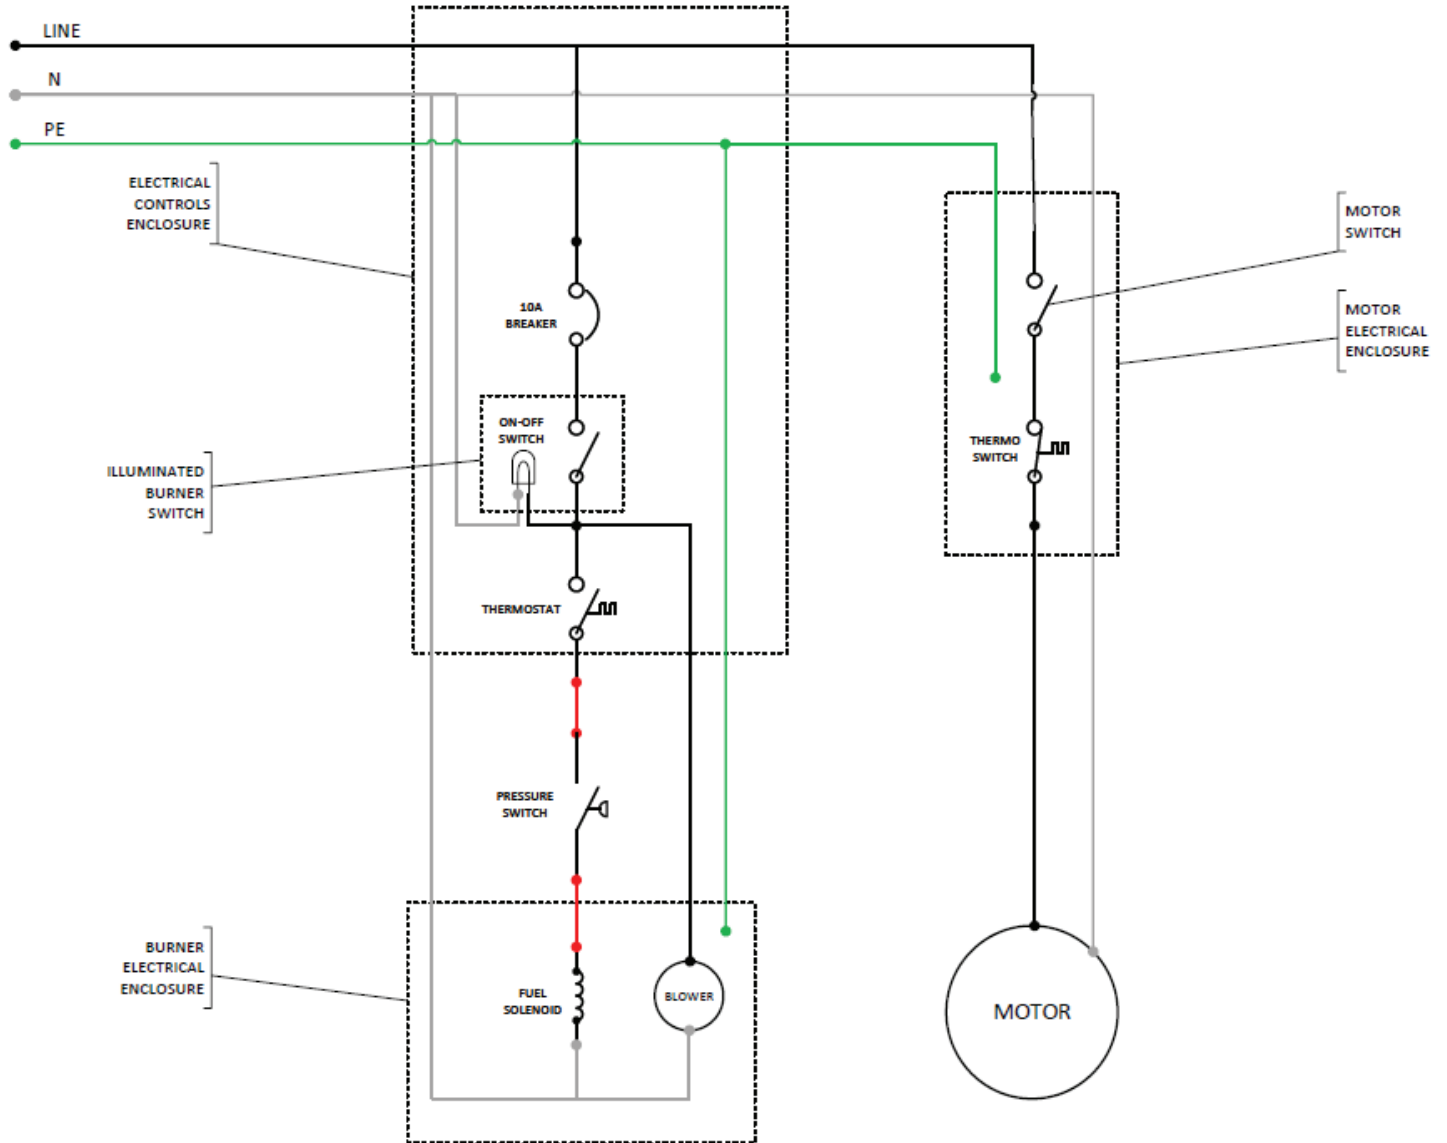 LINE
N
PE
ELECTRICAL
CONTROLS
ENCLOSURE
MOTOR
SWITCH
10A
BREAKER
MOTOR
ELECTRICAL
ENCLOSURE
ON-OFF
SWITCH
THERMO
SWITCH
ILLUMINATED
BURNER
SWITCH
THERMOSTAT
PRESSURE
SWITCH
BURNER
ELECTRICAL
ENCLOSURE
FUEL
SOLENOID
BLOWER
MOTOR